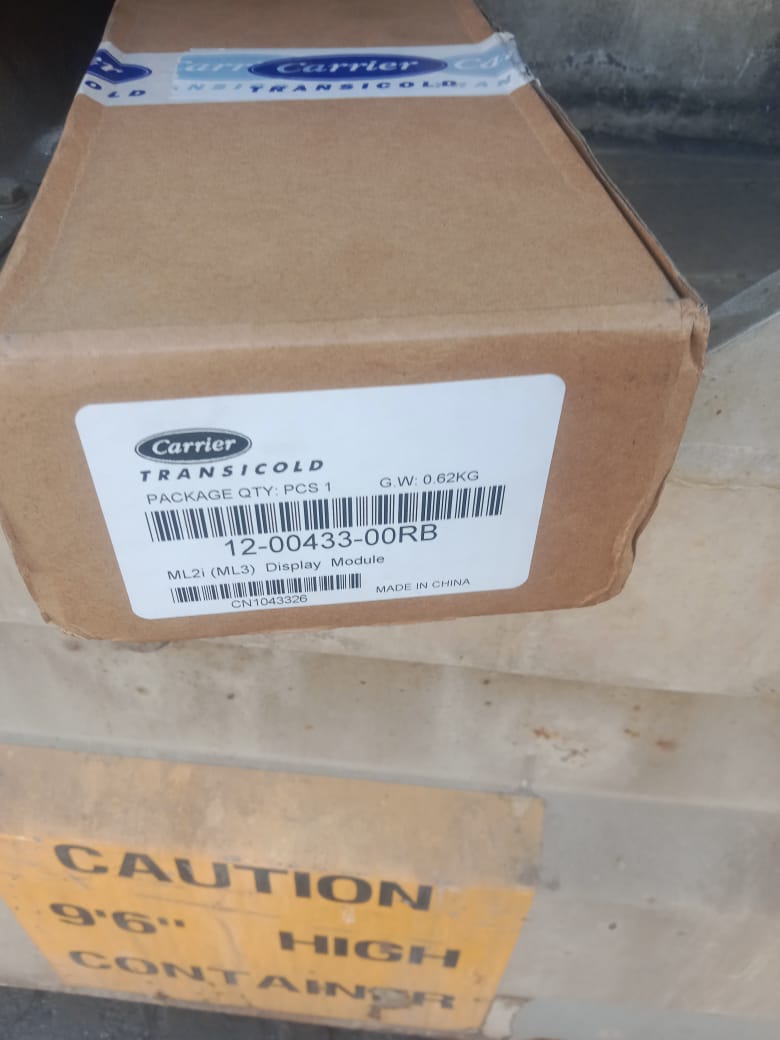 Carrier
TRANSICOLD
Carrier
TRANSICOLD
PACKAGE QTY: PCS 1 G.W: 0.62KG
12-00433-00RB
ML2i (ML3) Display Module
CN1043326 MADE IN CHINA
CAUTION
9'6" HIGH
CONTAINER